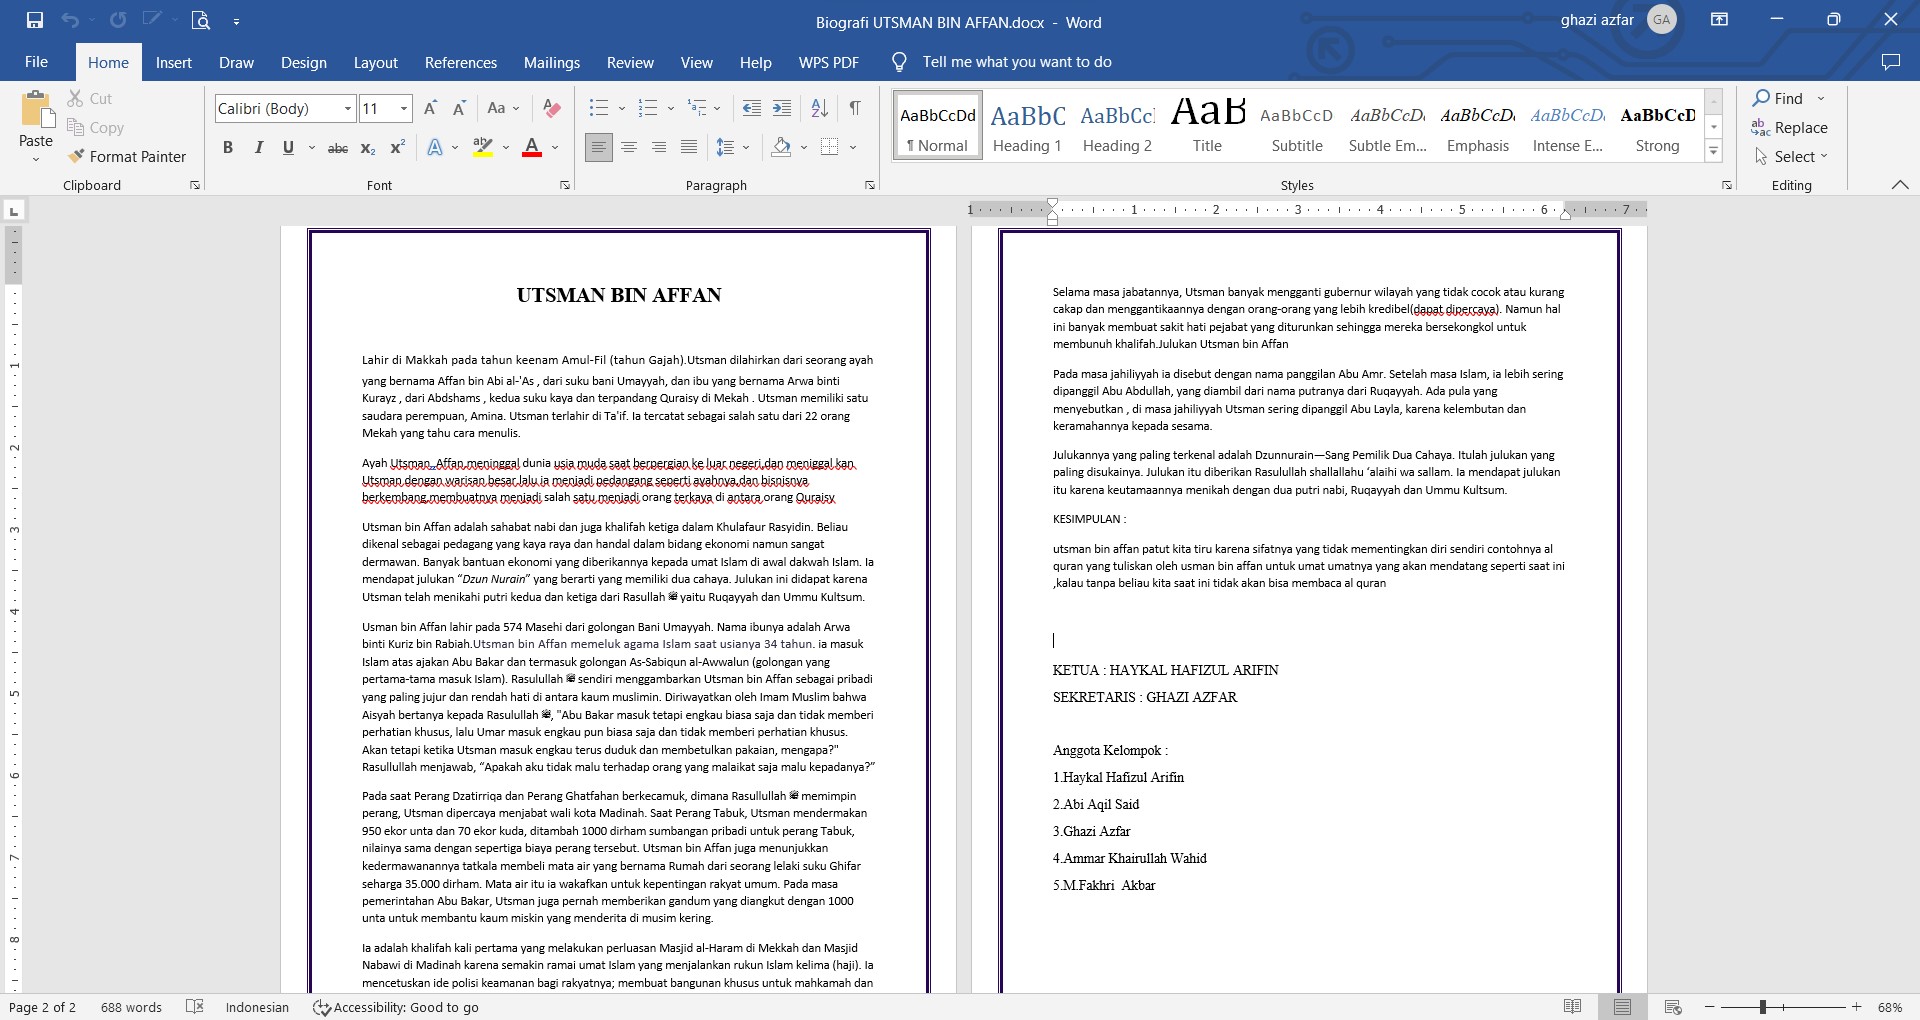 Biografi UTSMAN BIN AFFAN.docx - Word
ghazi azfar
GA
File
Home
Insert
Draw
Design
Layout
References
Mailings
Review
View
Help
WPS PDF
Tell me what you want to do
Paste
Cut
Copy
Format Painter
Clipboard
Calibri (Body)
11
Font
Paragraph
AaBbCcDd
¶ Normal
AaBbC
Heading 1
AaBbCc
Heading 2
AaB
Title
AaBbCcD
Subtitle
AaBbCcD
Subtle Em...
AaBbCcD
Emphasis
AaBbCcD
Intense E...
AaBbCcD
Strong
Styles
Find
Replace
Select
Editing
1 1 2 3 4 5 6 7
1
2
3
4
5
6
7
8
UTSMAN BIN AFFAN
Lahir di Makkah pada tahun keenam Amul-Fil (tahun Gajah).Utsman dilahirkan dari seorang ayah
yang bernama Affan bin Abi al-'As , dari suku bani Umayyah, dan ibu yang bernama Arwa binti
Kurayz , dari Abdshams , kedua suku kaya dan terpandang Quraisy di Mekah . Utsman memiliki satu
saudara perempuan, Amina. Utsman terlahir di Ta'if. Ia tercatat sebagai salah satu dari 22 orang
Mekah yang tahu cara menulis.
Ayah Utsman, Affan,meninggal dunia usia muda saat berpergian ke luar negeri,dan meniggal kan
Utsman dengan warisan besar.lalu ia menjadi pedangang seperti ayahnya,dan bisnisnya
berkembang,membuatnya menjadi salah satu menjadi orang terkaya di antara orang Quraisy
Utsman bin Affan adalah sahabat nabi dan juga khalifah ketiga dalam Khulafaur Rasyidin. Beliau
dikenal sebagai pedagang yang kaya raya dan handal dalam bidang ekonomi namun sangat
dermawan. Banyak bantuan ekonomi yang diberikannya kepada umat Islam di awal dakwah Islam. Ia
mendapat julukan “Dzun Nurain” yang berarti yang memiliki dua cahaya. Julukan ini didapat karena
Utsman telah menikahi putri kedua dan ketiga dari Rasullah ﷺ yaitu Ruqayyah dan Ummu Kultsum.
Usman bin Affan lahir pada 574 Masehi dari golongan Bani Umayyah. Nama ibunya adalah Arwa
binti Kuriz bin Rabiah.Utsman bin Affan memeluk agama Islam saat usianya 34 tahun. ia masuk
Islam atas ajakan Abu Bakar dan termasuk golongan As-Sabiqun al-Awwalun (golongan yang
pertama-tama masuk Islam). Rasulullah ﷺ sendiri menggambarkan Utsman bin Affan sebagai pribadi
yang paling jujur dan rendah hati di antara kaum muslimin. Diriwayatkan oleh Imam Muslim bahwa
Aisyah bertanya kepada Rasulullah ﷺ, "Abu Bakar masuk tetapi engkau biasa saja dan tidak memberi
perhatian khusus, lalu Umar masuk engkau pun biasa saja dan tidak memberi perhatian khusus.
Akan tetapi ketika Utsman masuk engkau terus duduk dan membetulkan pakaian, mengapa?"
Rasullullah menjawab, “Apakah aku tidak malu terhadap orang yang malaikat saja malu kepadanya?”
Pada saat Perang Dzatirriqa dan Perang Ghatfahan berkecamuk, dimana Rasullullah ﷺ memimpin
perang, Utsman dipercaya menjabat wali kota Madinah. Saat Perang Tabuk, Utsman mendermakan
950 ekor unta dan 70 ekor kuda, ditambah 1000 dirham sumbangan pribadi untuk perang Tabuk,
nilainya sama dengan sepertiga biaya perang tersebut. Utsman bin Affan juga menunjukkan
kedermawanannya tatkala membeli mata air yang bernama Rumah dari seorang lelaki suku Ghifar
seharga 35.000 dirham. Mata air itu ia wakafkan untuk kepentingan rakyat umum. Pada masa
pemerintahan Abu Bakar, Utsman juga pernah memberikan gandum yang diangkut dengan 1000
unta untuk membantu kaum miskin yang menderita di musim kering.
Ia adalah khalifah kali pertama yang melakukan perluasan Masjid al-Haram di Mekkah dan Masjid
Nabawi di Madinah karena semakin ramai umat Islam yang menjalankan rukun Islam kelima (haji). Ia
mencetuskan ide polisi keamanan bagi rakyatnya; membuat bangunan khusus untuk mahkamah dan
Selama masa jabatannya, Utsman banyak mengganti gubernur wilayah yang tidak cocok atau kurang
cakap dan menggantikaannya dengan orang-orang yang lebih kredibel(dapat dipercaya). Namun hal
ini banyak membuat sakit hati pejabat yang diturunkan sehingga mereka bersekongkol untuk
membunuh khalifah.Julukan Utsman bin Affan
Pada masa jahiliyyah ia disebut dengan nama panggilan Abu Amr. Setelah masa Islam, ia lebih sering
dipanggil Abu Abdullah, yang diambil dari nama putranya dari Ruqayyah. Ada pula yang
menyebutkan , di masa jahiliyyah Utsman sering dipanggil Abu Layla, karena kelembutan dan
keramahannya kepada sesama.
Julukannya yang paling terkenal adalah Dzunnurain—Sang Pemilik Dua Cahaya. Itulah julukan yang
paling disukainya. Julukan itu diberikan Rasulullah shallallahu ‘alaihi wa sallam. Ia mendapat julukan
itu karena keutamaannya menikah dengan dua putri nabi, Ruqayyah dan Ummu Kultsum.
KESIMPULAN :
utsman bin affan patut kita tiru karena sifatnya yang tidak mementingkan diri sendiri contohnya al
quran yang tuliskan oleh usman bin affan untuk umat umatnya yang akan mendatang seperti saat ini
,kalau tanpa beliau kita saat ini tidak akan bisa membaca al quran
KETUA : HAYKAL HAFIZUL ARIFIN
SEKRETARIS : GHAZI AZFAR
Anggota Kelompok :
1.Haykal Hafizul Arifin
2.Abi Aqil Said
3.Ghazi Azfar
4.Ammar Khairullah Wahid
5.M.Fakhri  Akbar
Page 2 of 2
688 words
Indonesian
Accessibility: Good to go
68%